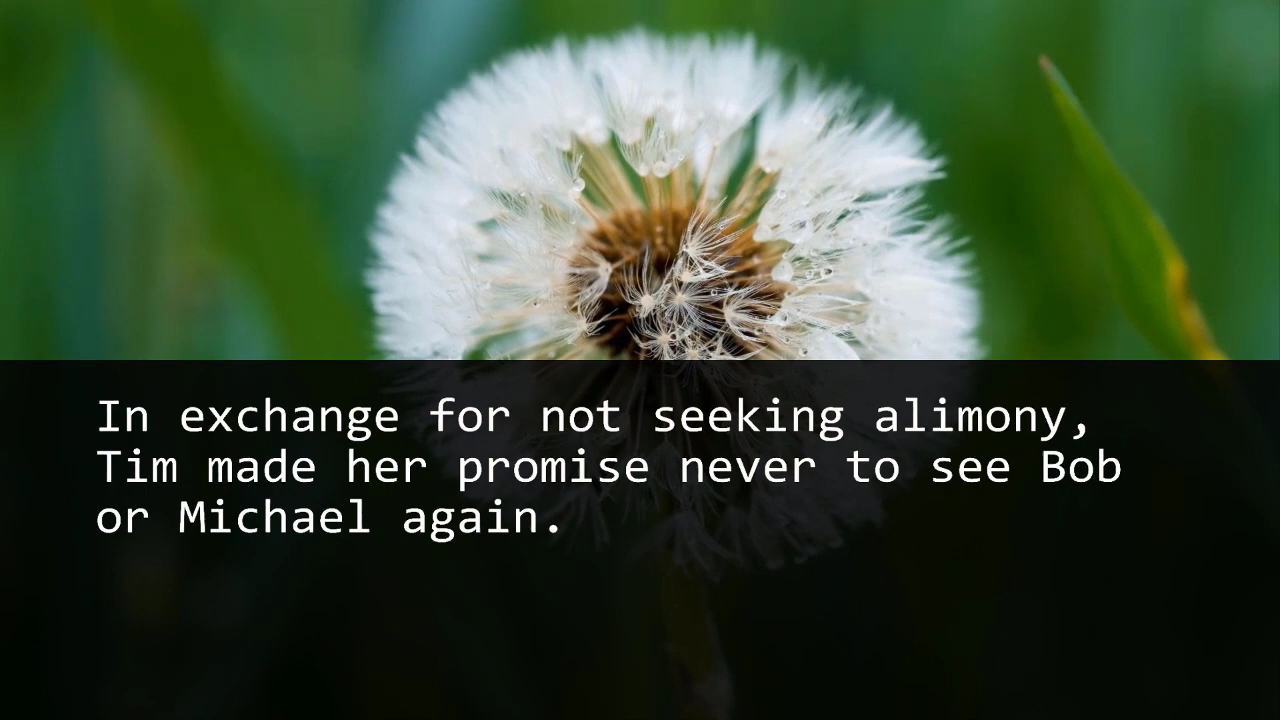 In exchange for not seeking alimony,
Tim made her promise never to see Bob
or Michael again.